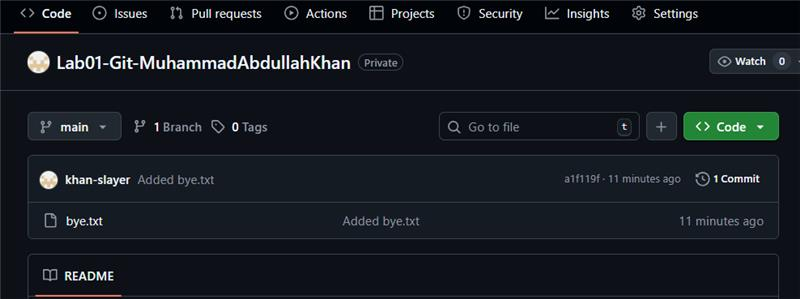 Code Issues Pull requests Actions Projects Security Insights Settings
Lab01-Git-MuhammadAbdullahKhan Private Watch 0
main 1 Branch 0 Tags Go to file t Code
khan-slayer Added bye.txt a1f119f · 11 minutes ago 1 Commit
bye.txt Added bye.txt 11 minutes ago
README